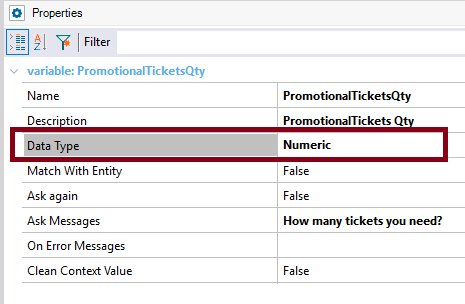 Properties
Filter
variable: PromotionalTicketsQty
Name PromotionalTicketsQty
Description PromotionalTickets Qty
Data Type Numeric
Match With Entity False
Ask again False
Ask Messages How many tickets you need?
On Error Messages
Clean Context Value False